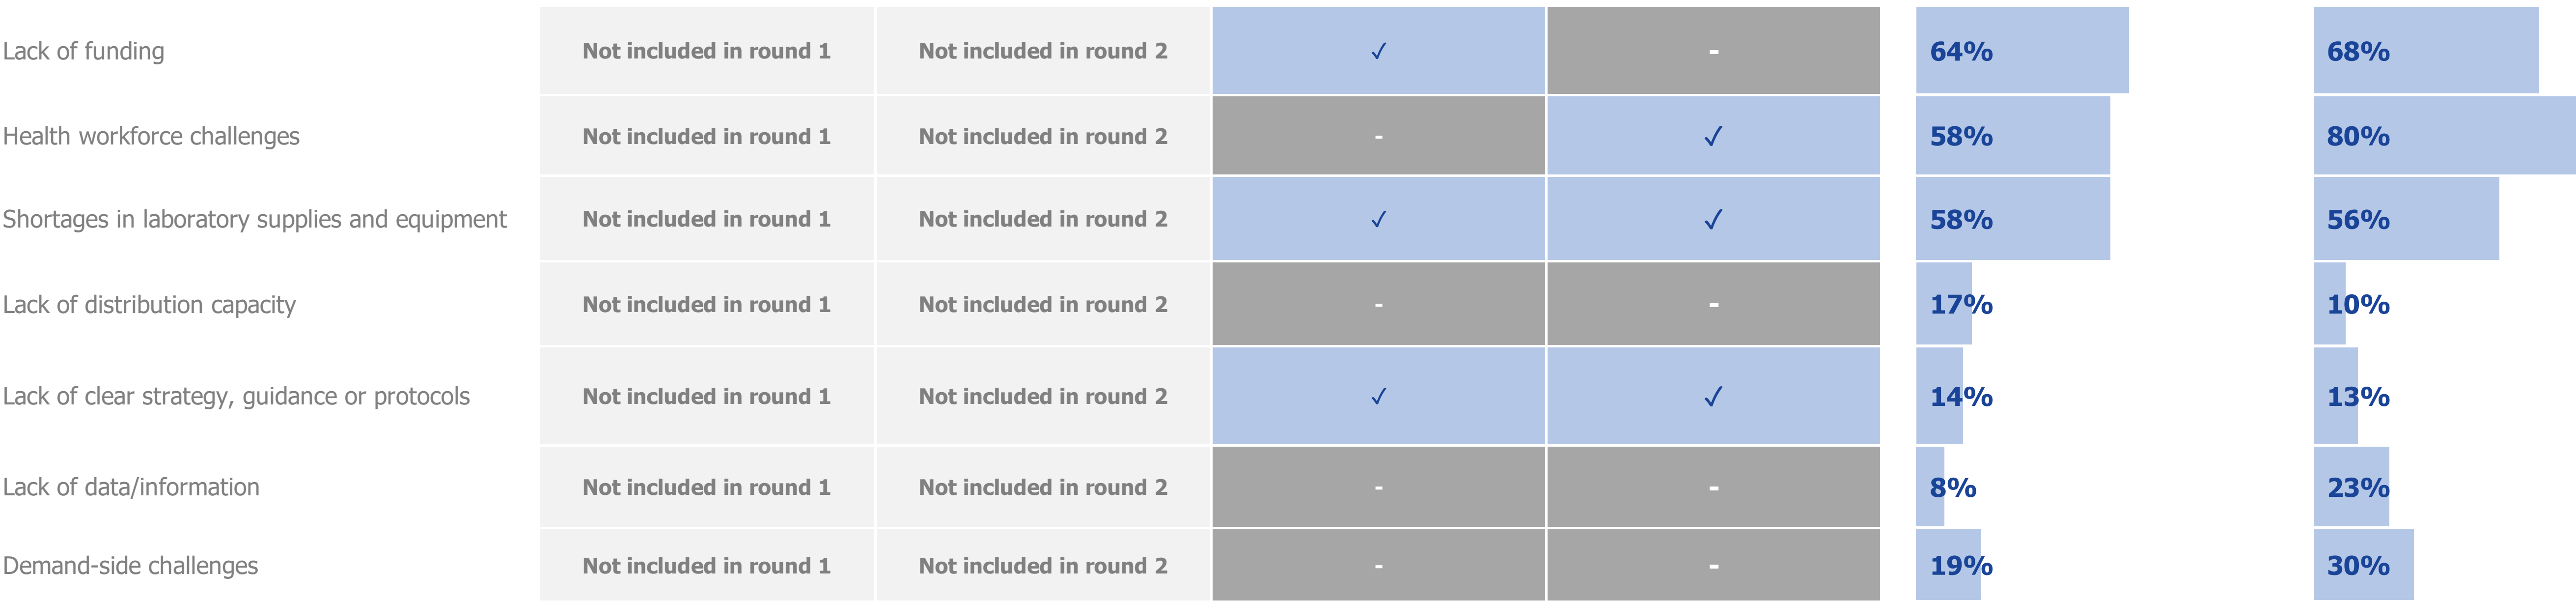 Lack of funding Not included in round 1 Not included in round 2 ✓ - 64% 68%
Health workforce challenges Not included in round 1 Not included in round 2 - ✓ 58% 80%
Shortages in laboratory supplies and equipment Not included in round 1 Not included in round 2 ✓ ✓ 58% 56%
Lack of distribution capacity Not included in round 1 Not included in round 2 - - 17% 10%
Lack of clear strategy, guidance or protocols Not included in round 1 Not included in round 2 ✓ ✓ 14% 13%
Lack of data/information Not included in round 1 Not included in round 2 - - 8% 23%
Demand-side challenges Not included in round 1 Not included in round 2 - - 19% 30%